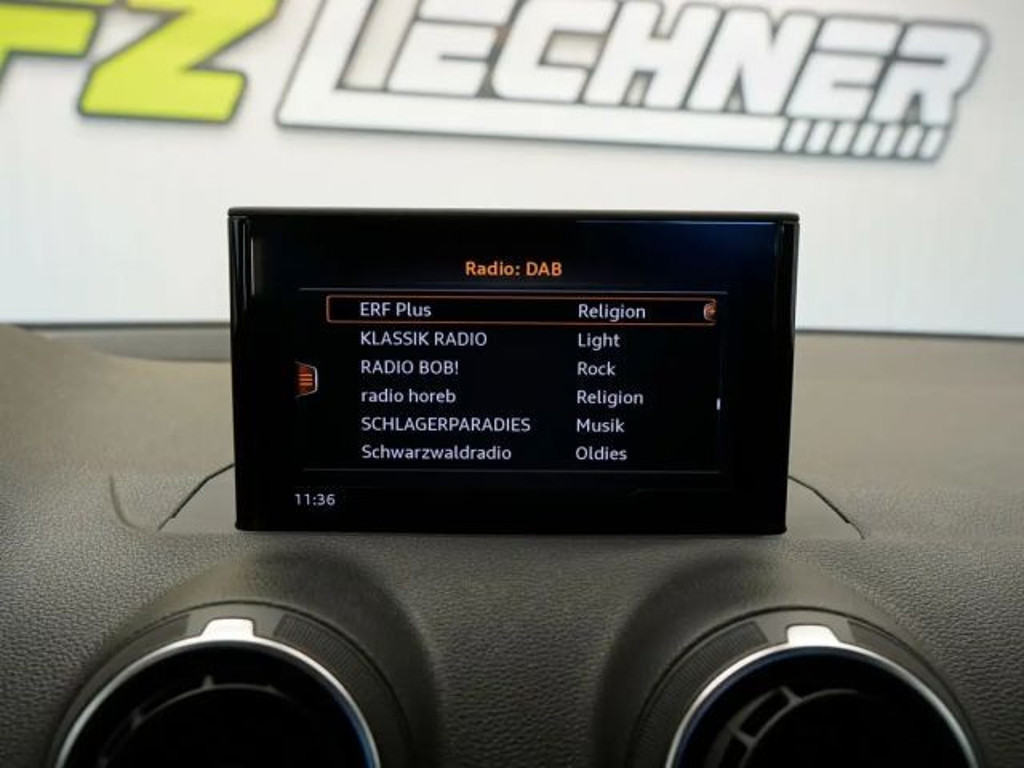 FZ LECHNER
Radio: DAB
ERF Plus Religion
KLASSIK RADIO Light
RADIO BOB! Rock
radio horeb Religion
SCHLAGERPARADIES Musik
Schwarzwaldradio Oldies
11:36